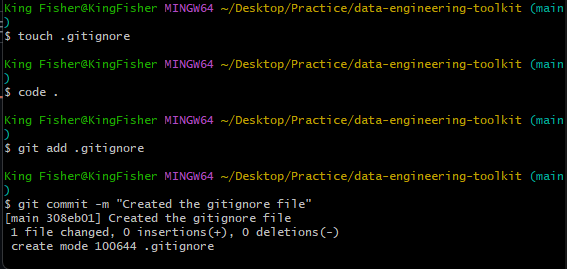 King Fisher@KingFisher MINGW64 ~/Desktop/Practice/data-engineering-toolkit (main
)
$ touch .gitignore
King Fisher@KingFisher MINGW64 ~/Desktop/Practice/data-engineering-toolkit (main
)
$ code .
King Fisher@KingFisher MINGW64 ~/Desktop/Practice/data-engineering-toolkit (main
)
$ git add .gitignore
King Fisher@KingFisher MINGW64 ~/Desktop/Practice/data-engineering-toolkit (main
)
$ git commit -m "Created the gitignore file"
[main 308eb01] Created the gitignore file
 1 file changed, 0 insertions(+), 0 deletions(-)
 create mode 100644 .gitignore